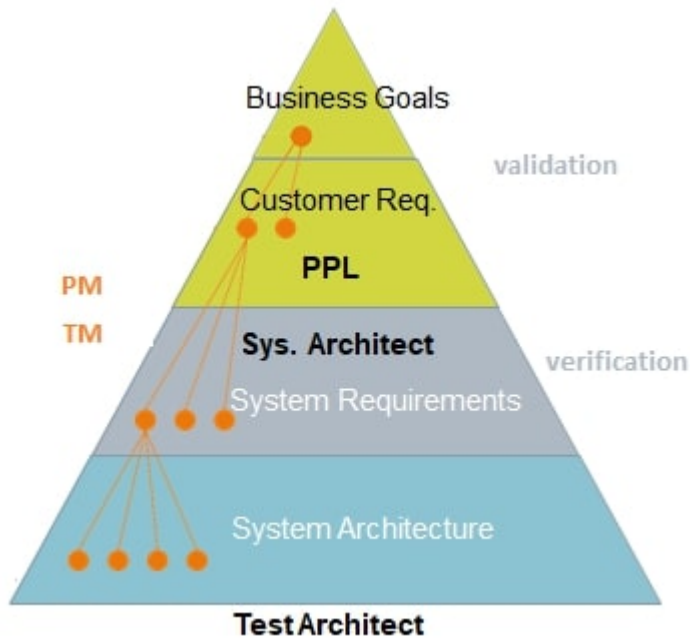 Business Goals
validation
Customer Req.
PPL
PM
TM
Sys. Architect
verification
System Requirements
System Architecture
Test Architect